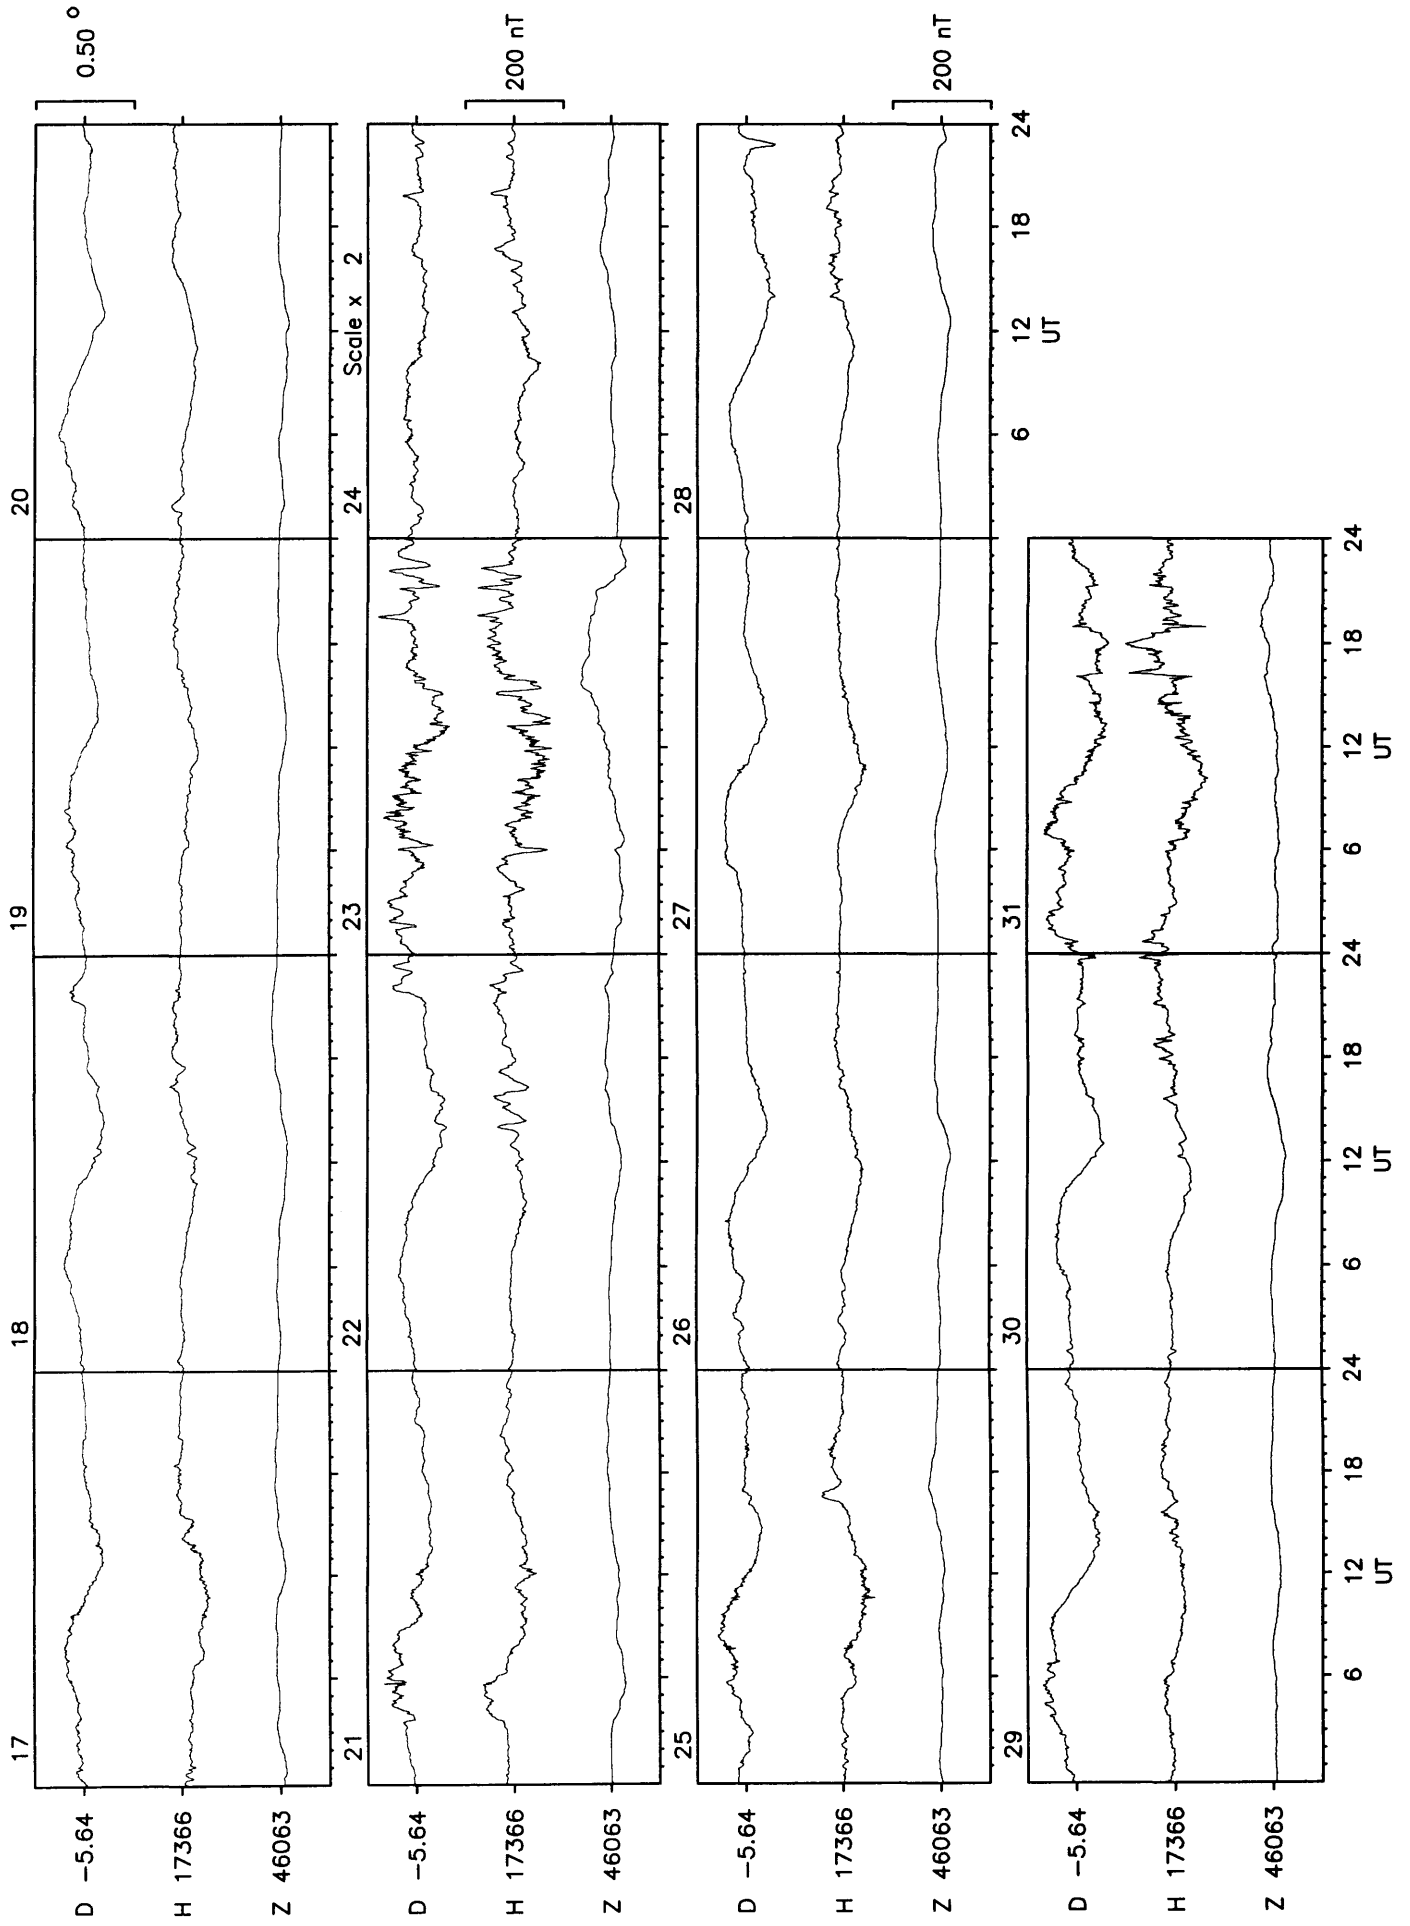 17 18 19 20
D -5.64
H 17366
Z 46063
0.50 °
21 22 23 24 Scale x 2
D -5.64
H 17366
Z 46063
200 nT
25 26 27 28
D -5.64
H 17366
Z 46063
200 nT
6 12 18 24
UT
29 30 31
D -5.64
H 17366
Z 46063
6 12 18 24 6 12 18 24 6 12 18 24
UT UT UT